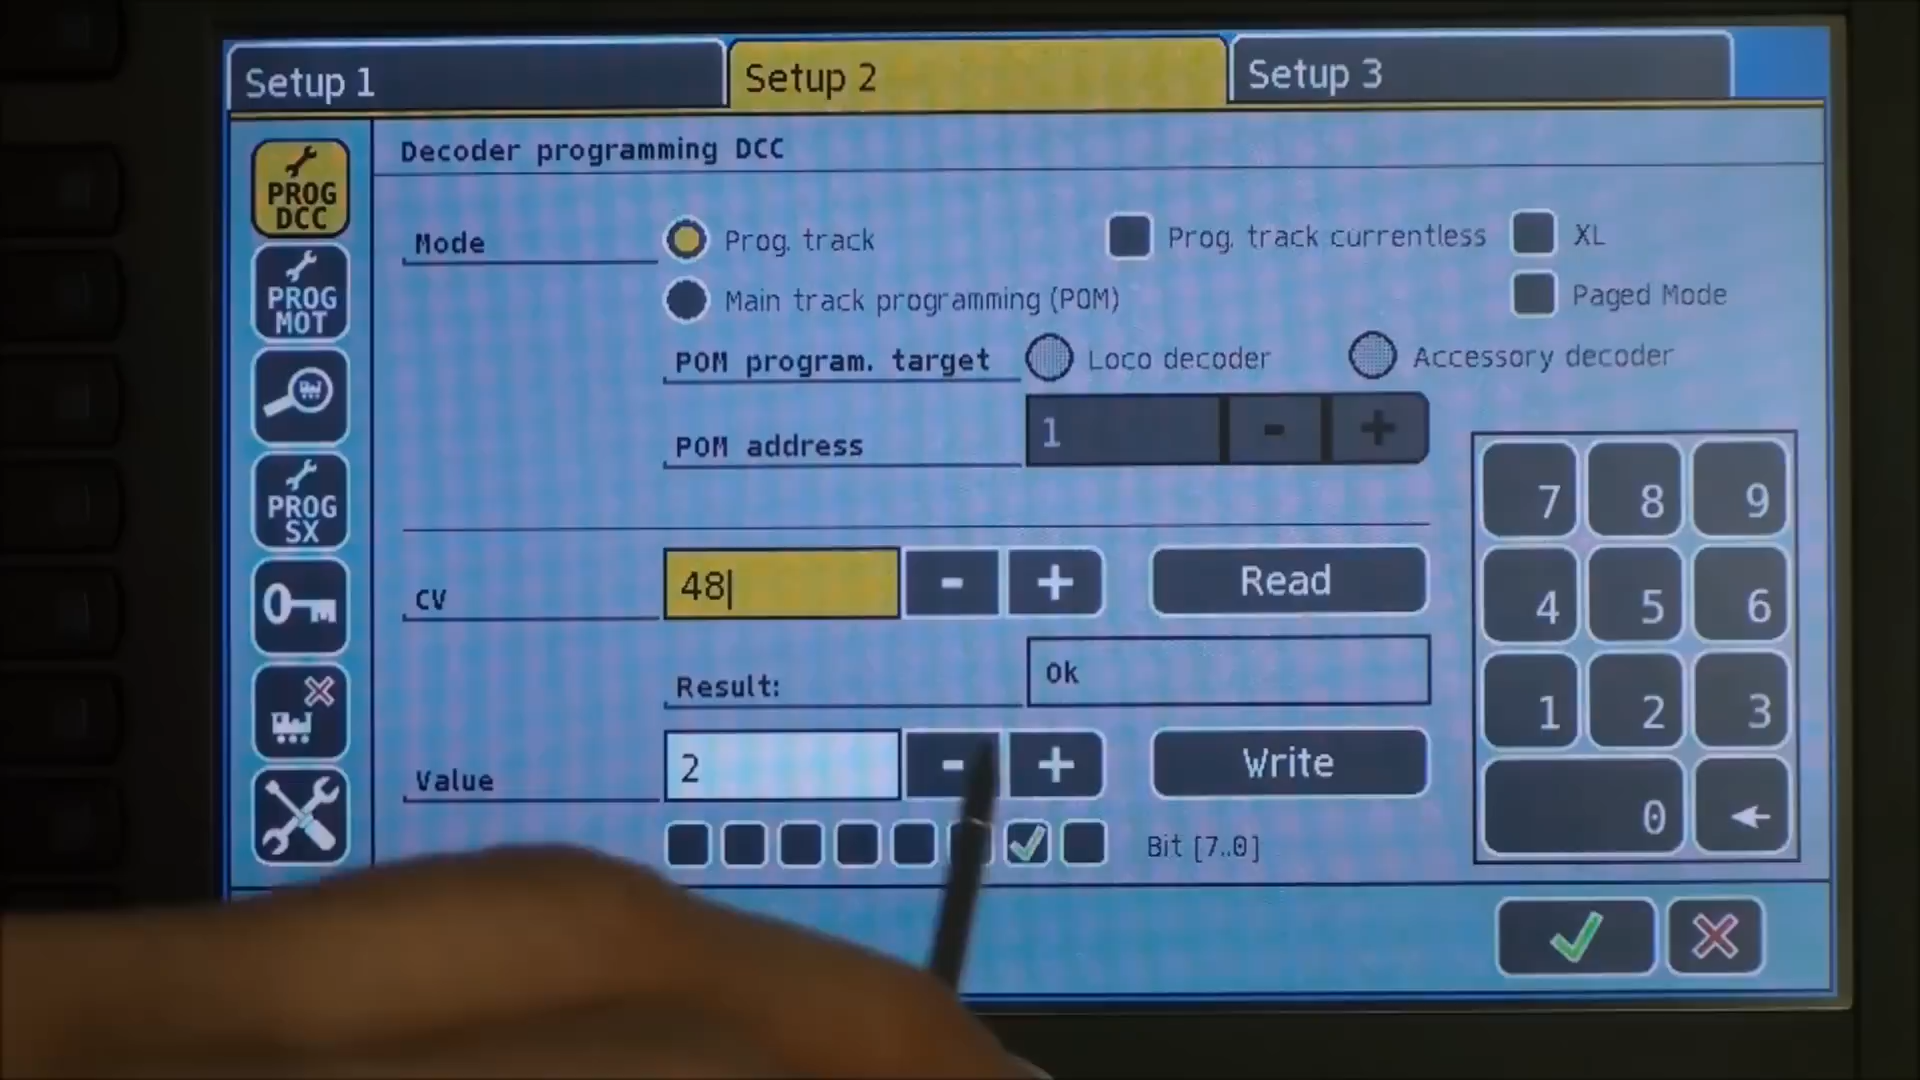 Setup 1
Setup 2
Setup 3
Decoder programming DCC
PROG
DCC
Mode
Prog. track
Prog. track currentless
XL
PROG
MOT
Main track programming (POM)
Paged Mode
POM program. target
Loco decoder
Accessory decoder
POM address
1
-
+
PROG
SX
CV
48
-
+
Read
Result:
Ok
Value
2
-
+
Write
Bit [7..0]
7
8
9
4
5
6
1
2
3
0